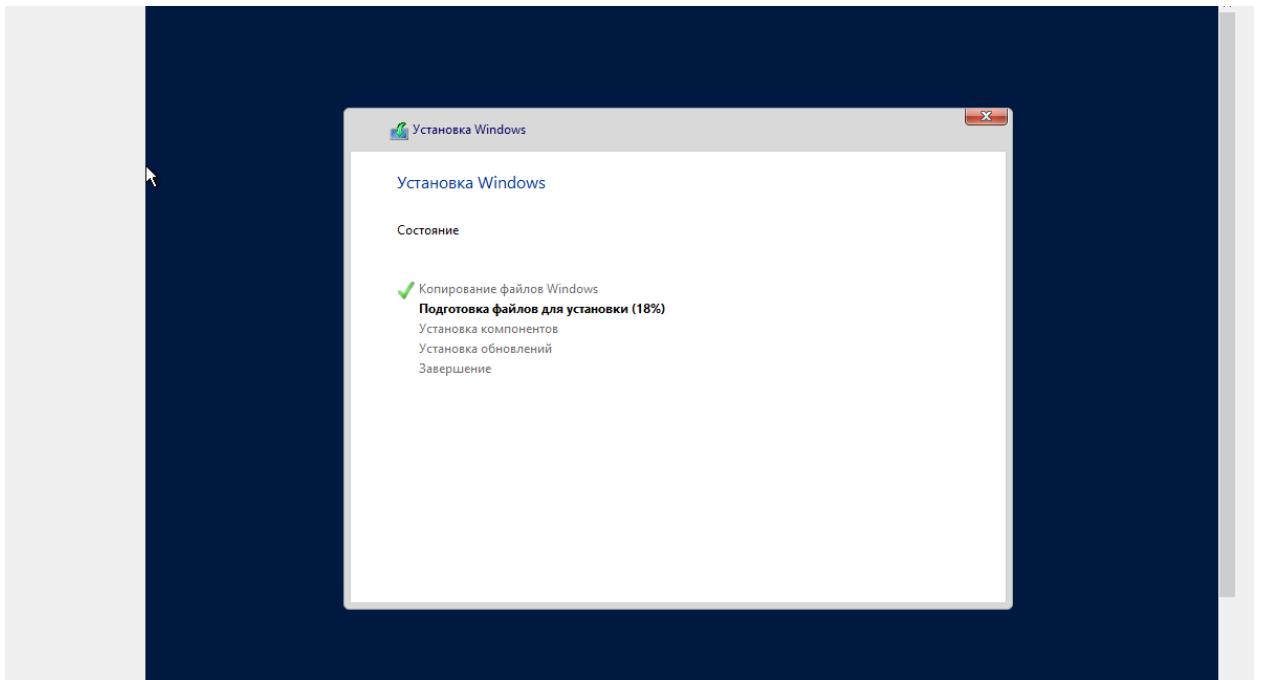 Установка Windows
Установка Windows
Состояние
Копирование файлов Windows
Подготовка файлов для установки (18%)
Установка компонентов
Установка обновлений
Завершение